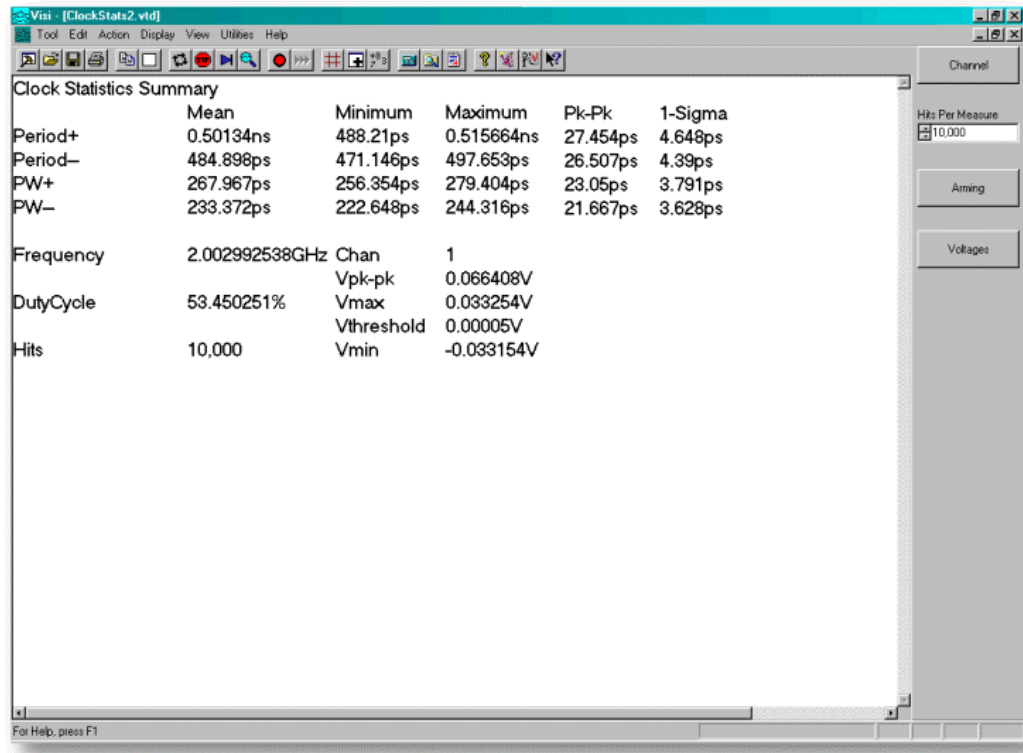 Visi - [ClockStats2.vtd]
Tool Edit Action Display View Utilities Help
Clock Statistics Summary
Mean Minimum Maximum Pk-Pk 1-Sigma
Period+ 0.50134ns 488.21ps 0.515664ns 27.454ps 4.648ps
Period– 484.898ps 471.146ps 497.653ps 26.507ps 4.39ps
PW+ 267.967ps 256.354ps 279.404ps 23.05ps 3.791ps
PW– 233.372ps 222.648ps 244.316ps 21.667ps 3.628ps
Frequency 2.002992538GHz Chan 1
Vpk-pk 0.066408V
DutyCycle 53.450251% Vmax 0.033254V
Vthreshold 0.00005V
Hits 10,000 Vmin -0.033154V
Channel
Hits Per Measure
10,000
Arming
Voltages
For Help, press F1